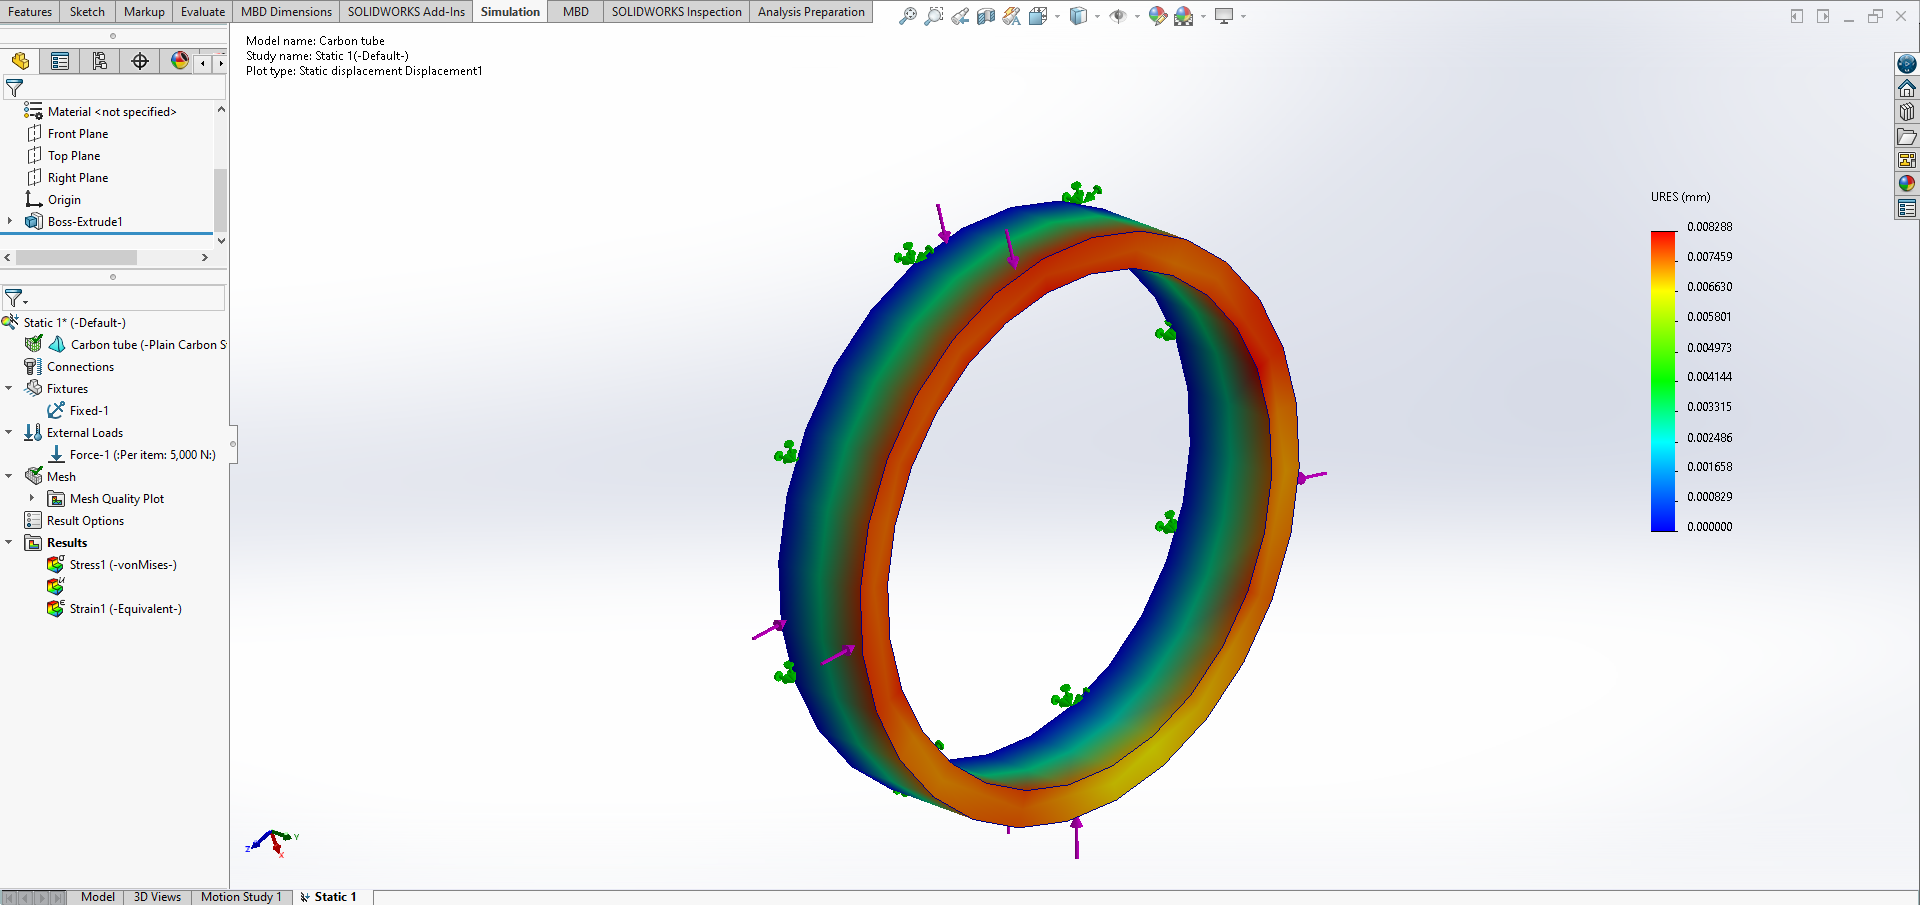 Features Sketch Markup Evaluate MBD Dimensions SOLIDWORKS Add-Ins Simulation MBD SOLIDWORKS Inspection Analysis Preparation
Model name: Carbon tube
Study name: Static 1(-Default-)
Plot type: Static displacement Displacement1
Material <not specified>
Front Plane
Top Plane
Right Plane
Origin
Boss-Extrude1
Static 1* (-Default-)
Carbon tube (-Plain Carbon S
Connections
Fixtures
Fixed-1
External Loads
Force-1 (:Per item: 5,000 N:)
Mesh
Mesh Quality Plot
Result Options
Results
Stress1 (-vonMises-)
Strain1 (-Equivalent-)
URES (mm)
0.008288
0.007459
0.006630
0.005801
0.004973
0.004144
0.003315
0.002486
0.001658
0.000829
0.000000
Z Y
X
Model 3D Views Motion Study 1 Static 1